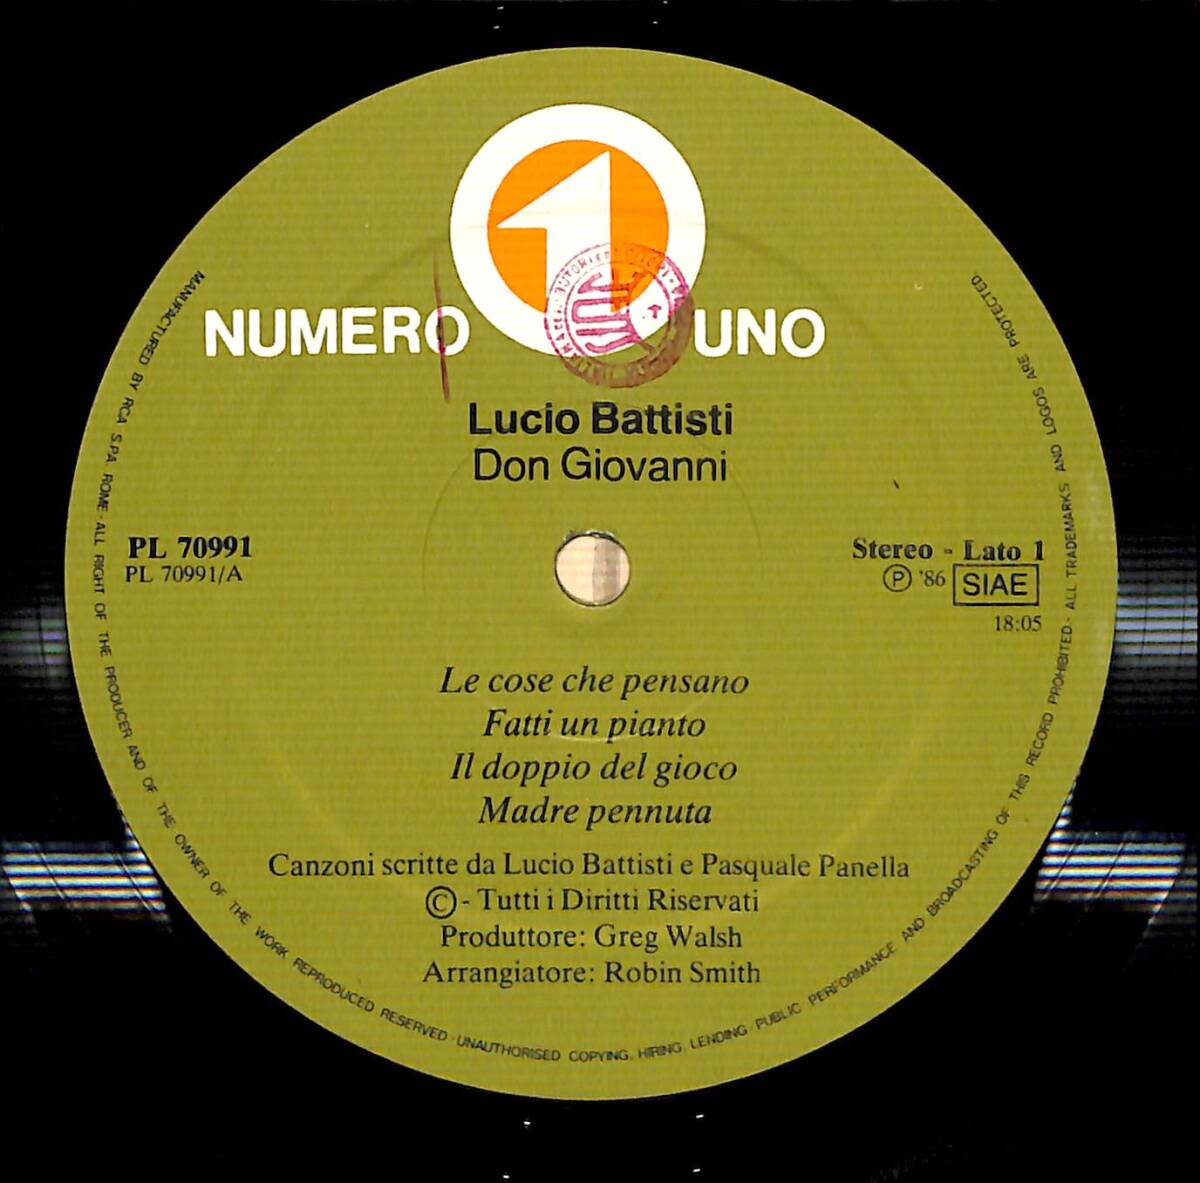 NUMERO 1 UNO
Lucio Battisti
Don Giovanni
PL 70991
PL 70991/A
Stereo - Lato 1
Ⓟ '86 SIAE
18:05
Le cose che pensano
Fatti un pianto
Il doppio del gioco
Madre pennuta
Canzoni scritte da Lucio Battisti e Pasquale Panella
© - Tutti i Diritti Riservati
Produttore: Greg Walsh
Arrangiatore: Robin Smith
MANUFACTURED BY RCA S.P.A. ROME - ALL RIGHT OF THE PRODUCER AND OF THE OWNER OF THE WORK REPRODUCED RESERVED - UNAUTHORISED COPYING, HIRING, LENDING, PUBLIC PERFORMANCE AND BROADCASTING OF THIS RECORD PROHIBITED - ALL TRADEMARKS AND LOGOS ARE PROTECTED.